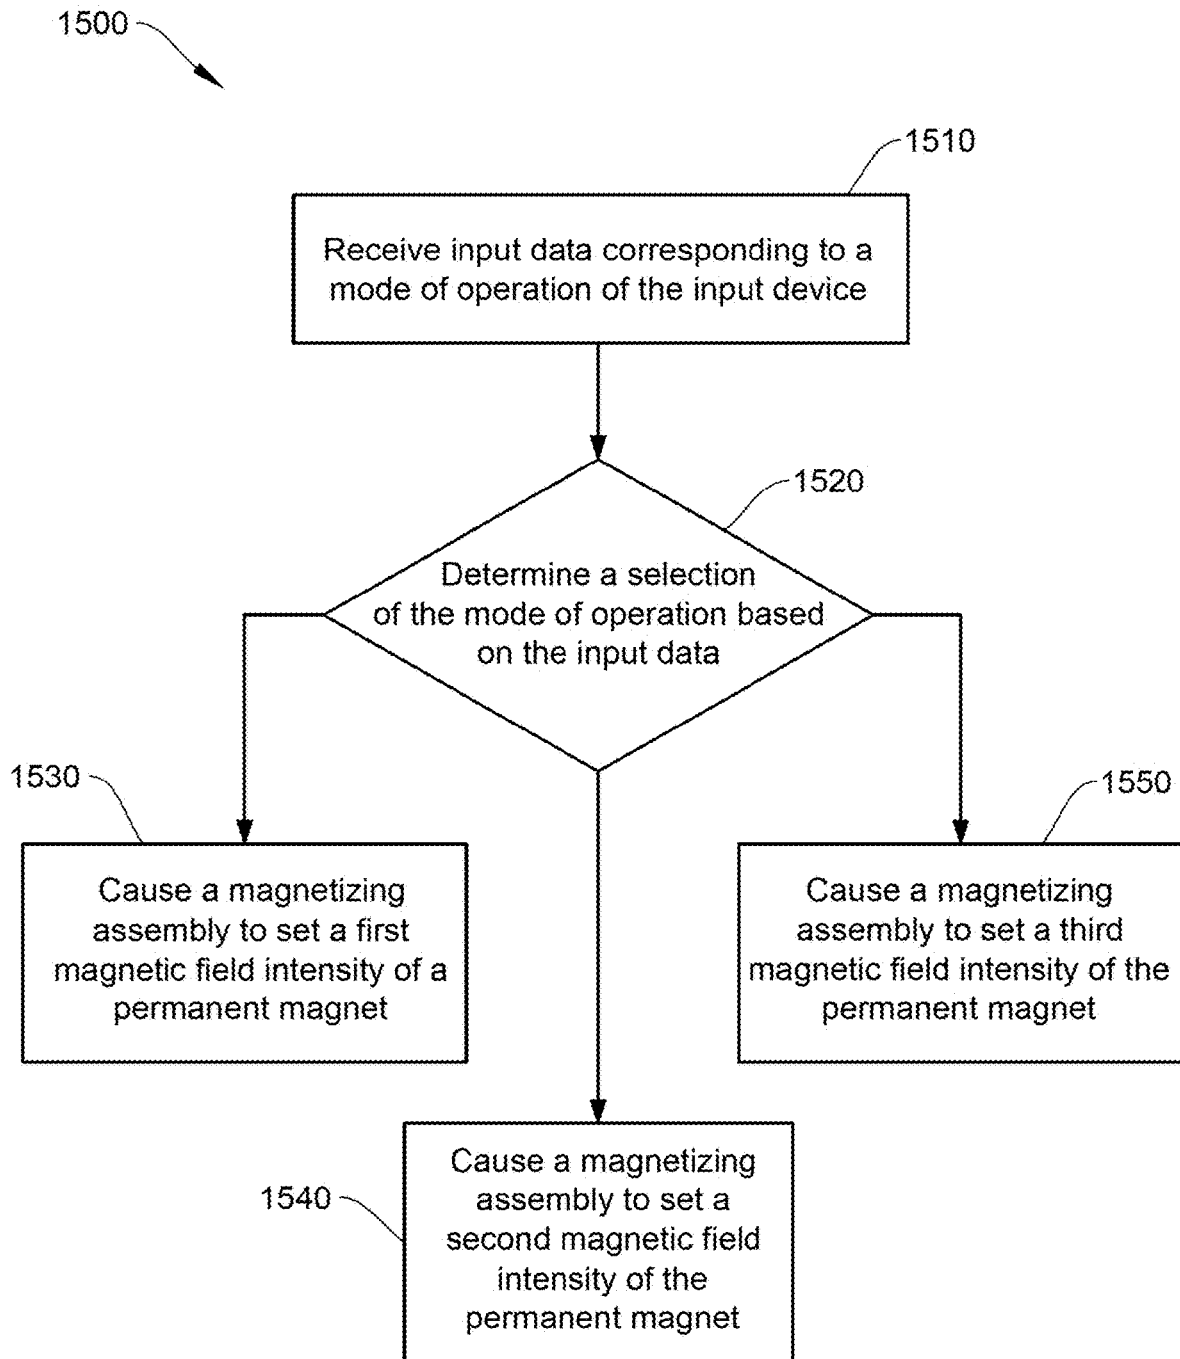 1500
1510
Receive input data corresponding to a
mode of operation of the input device
1520
Determine a selection
of the mode of operation based
on the input data
1530
Cause a magnetizing
assembly to set a first
magnetic field intensity of a
permanent magnet
1550
Cause a magnetizing
assembly to set a third
magnetic field intensity of the
permanent magnet
1540
Cause a magnetizing
assembly to set a
second magnetic field
intensity of the
permanent magnet